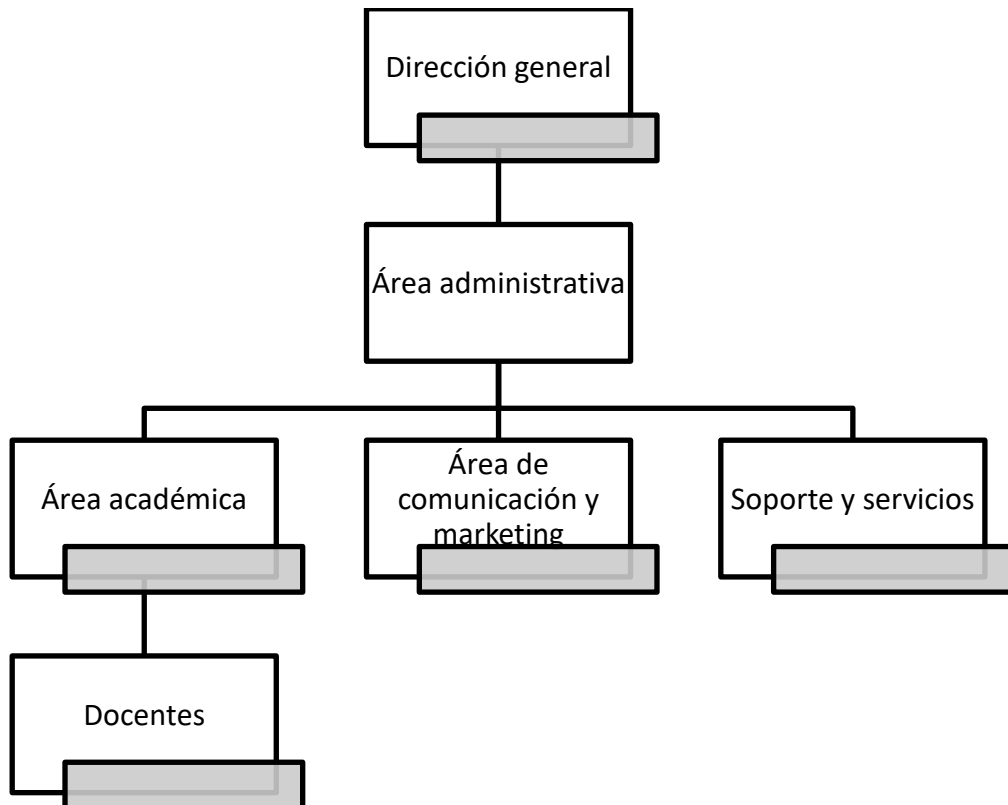 Dirección general
Área administrativa
Área académica
Área de
comunicación y
marketing
Soporte y servicios
Docentes